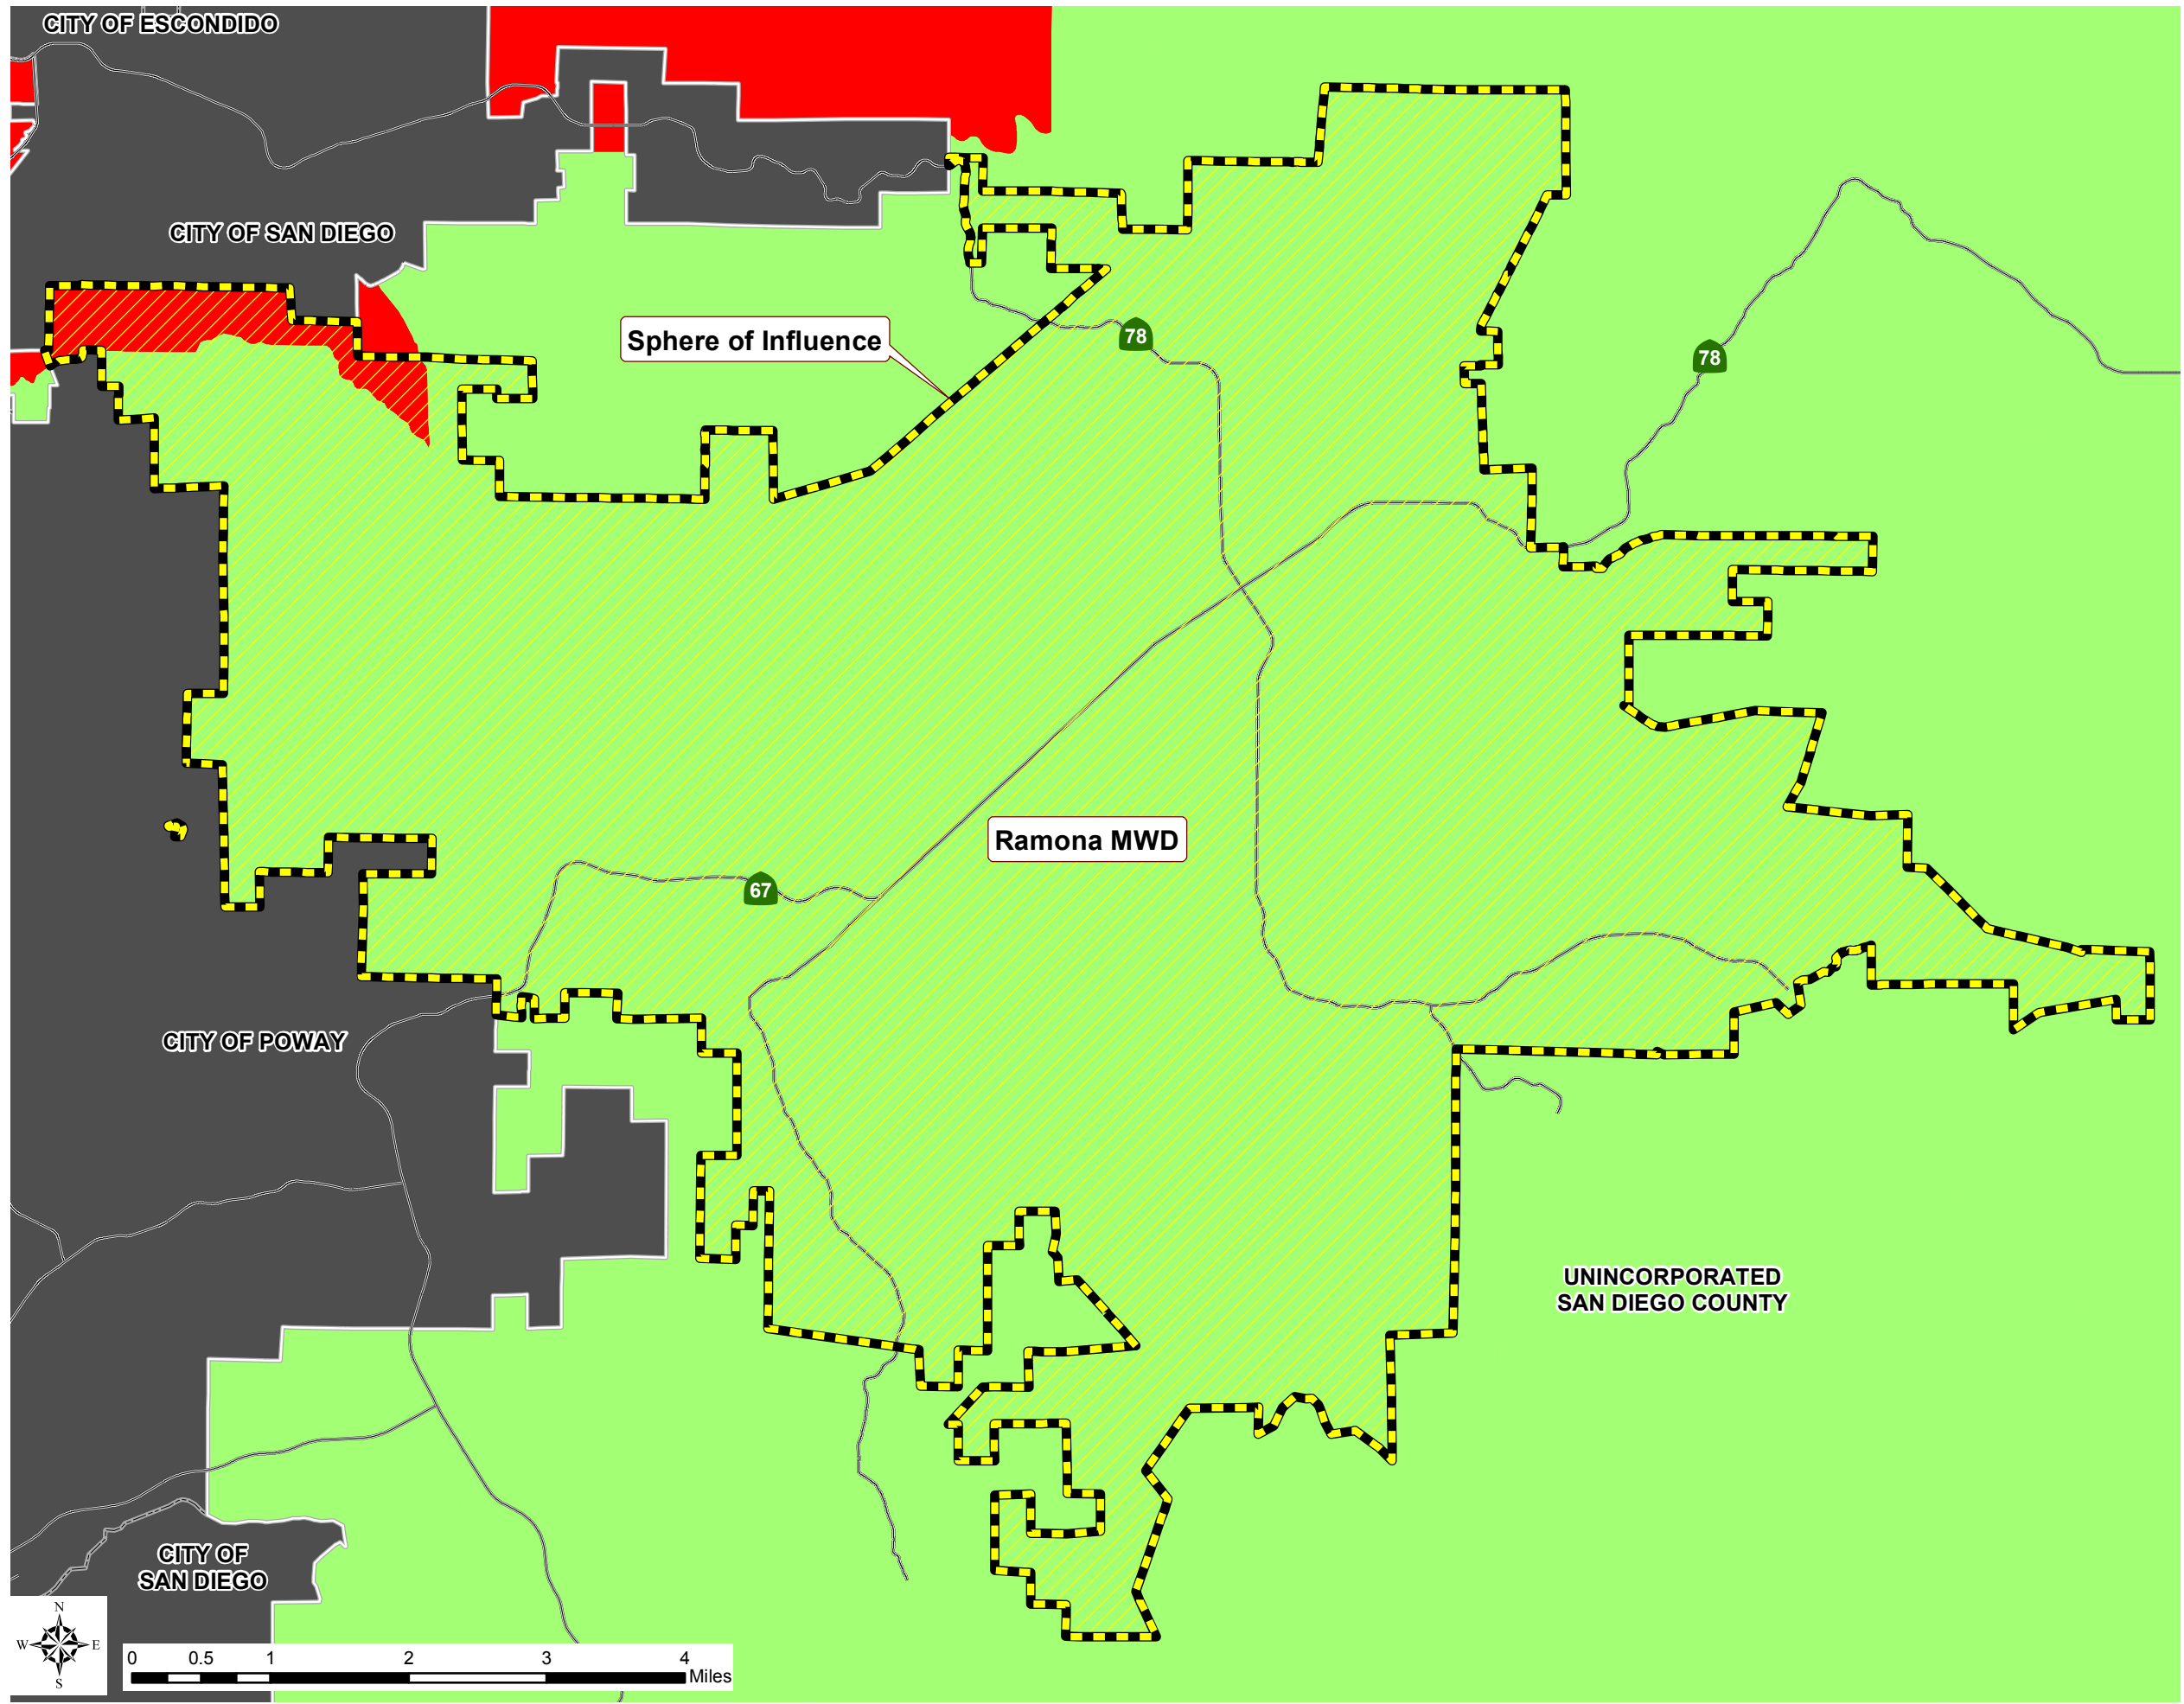 CITY OF ESCONDIDO
CITY OF SAN DIEGO
Sphere of Influence
78
78
Ramona MWD
67
CITY OF POWAY
UNINCORPORATED
SAN DIEGO COUNTY
CITY OF
SAN DIEGO
N
W E
S
0 0.5 1 2 3 4
Miles